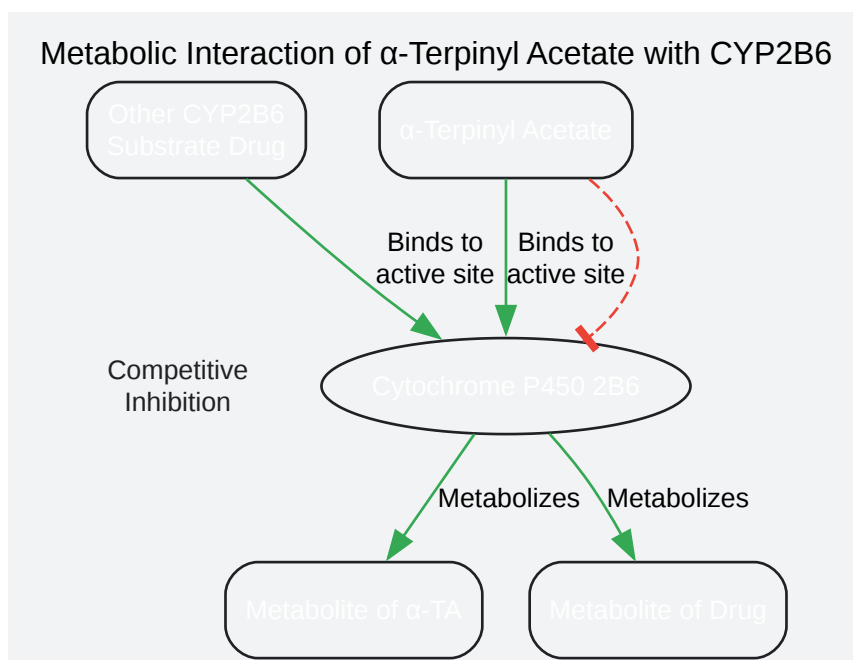 Metabolic Interaction of α-Terpinyl Acetate with CYP2B6
Other CYP2B6
Substrate Drug
α-Terpinyl Acetate
Binds to
active site
Binds to
active site
Competitive
Inhibition
Cytochrome P450 2B6
Metabolizes
Metabolizes
Metabolite of α-TA
Metabolite of Drug